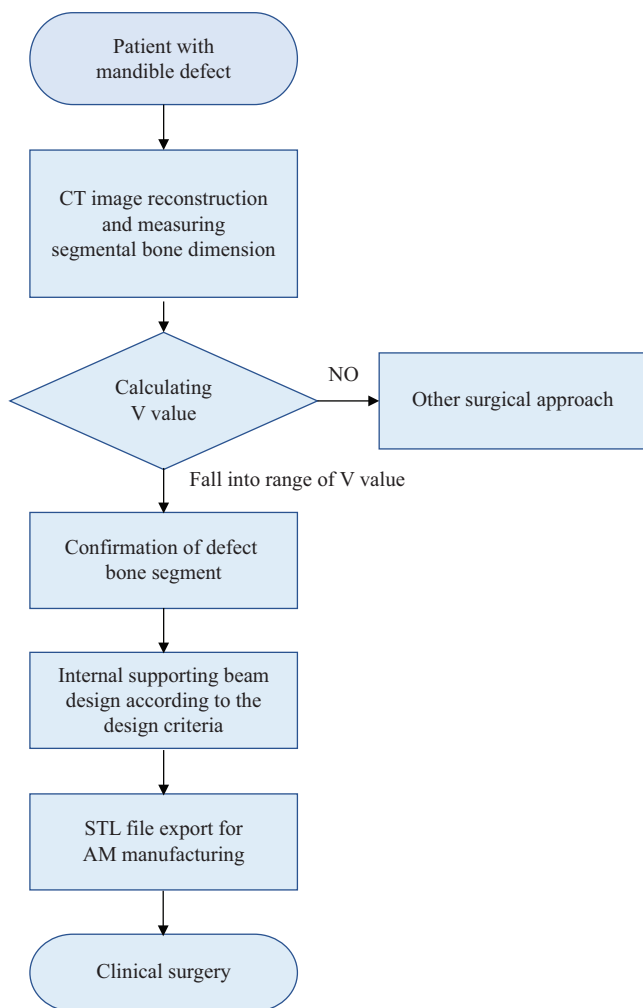 Patient with
mandible defect
CT image reconstruction
and measuring
segmental bone dimension
Calculating
V value
NO
Other surgical approach
Fall into range of V value
Confirmation of defect
bone segment
Internal supporting beam
design according to the
design criteria
STL file export for
AM manufacturing
Clinical surgery